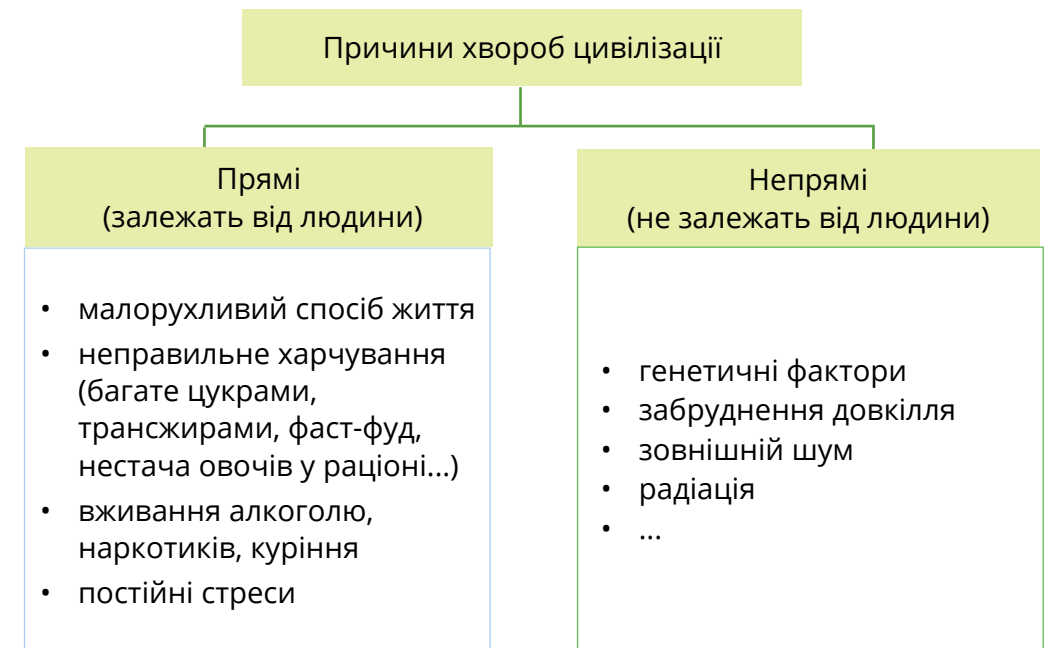 Причини хвороб цивілізації
Прямі
(залежать від людини)
• малорухливий спосіб життя
• неправильне харчування
(багате цукрами,
трансжирами, фаст-фуд,
нестача овочів у раціоні...)
• вживання алкоголю,
наркотиків, куріння
• постійні стреси
Непрямі
(не залежать від людини)
• генетичні фактори
• забруднення довкілля
• зовнішній шум
• радіація
• ...